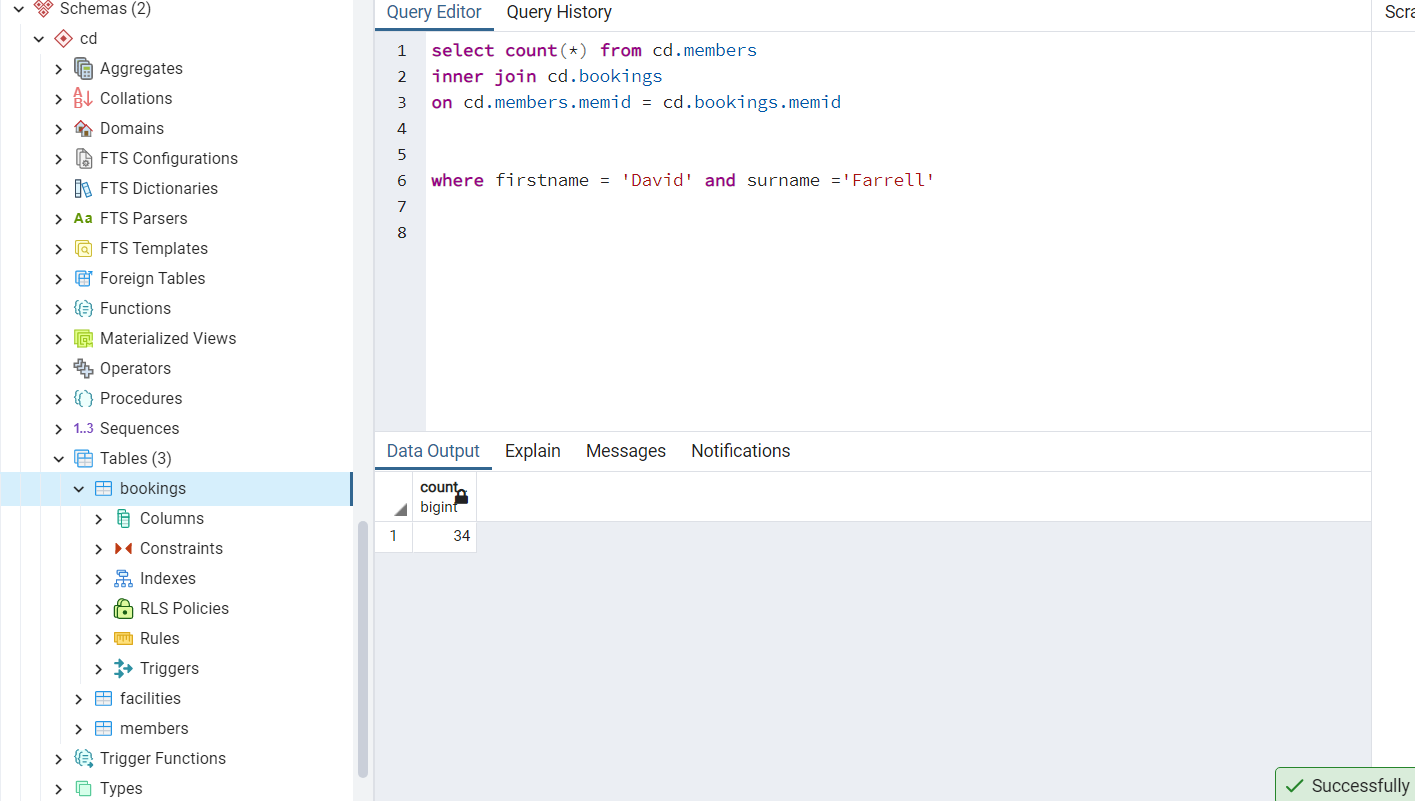 Schemas (2)
cd
Aggregates
Collations
Domains
FTS Configurations
FTS Dictionaries
FTS Parsers
FTS Templates
Foreign Tables
Functions
Materialized Views
Operators
Procedures
1..3 Sequences
Tables (3)
bookings
Columns
Constraints
Indexes
RLS Policies
Rules
Triggers
facilities
members
Trigger Functions
Types
Query Editor Query History
1 select count(*) from cd.members
2 inner join cd.bookings
3 on cd.members.memid = cd.bookings.memid
4
5
6 where firstname = 'David' and surname ='Farrell'
7
8
Data Output Explain Messages Notifications
count
bigint
1 34
Scra
Successfully